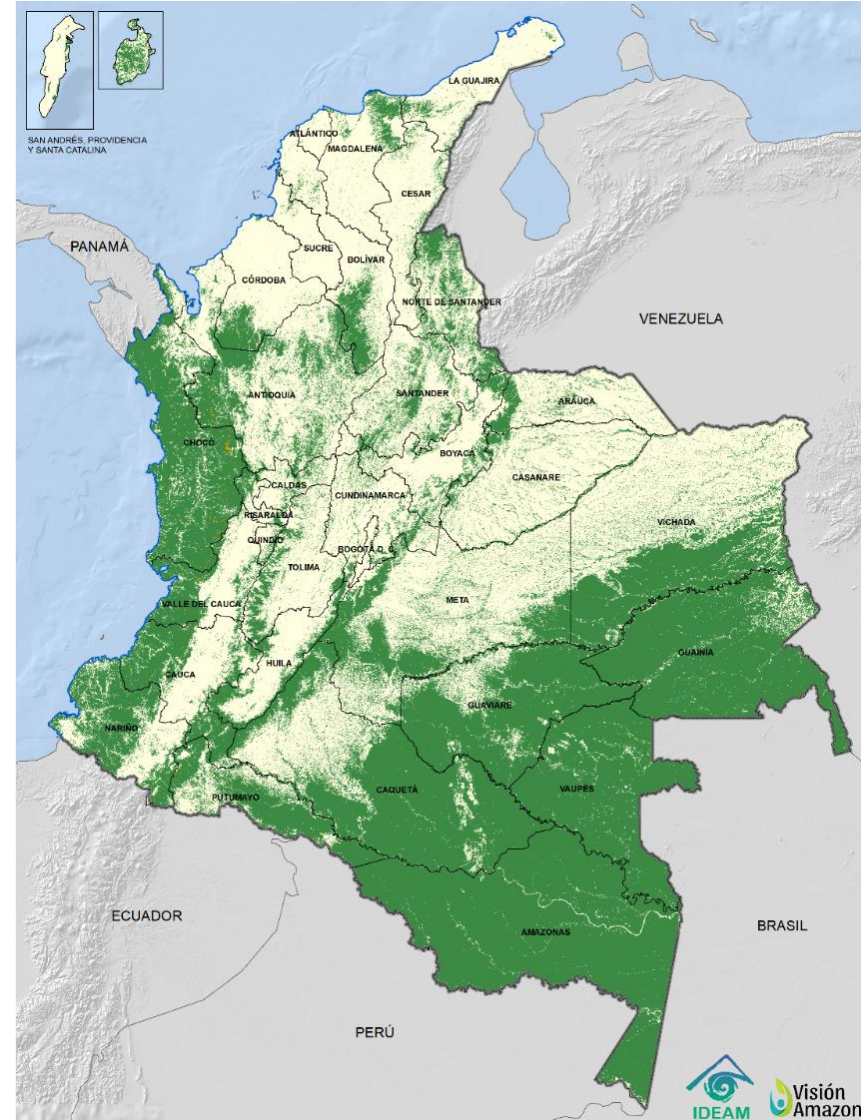 SAN ANDRÉS, PROVIDENCIA
Y SANTA CATALINA
LA GUAJIRA
ATLÁNTICO
MAGDALENA
CESAR
PANAMÁ
SUCRE
BOLÍVAR
CÓRDOBA
NORTE DE SANTANDER
VENEZUELA
ANTIOQUIA
SANTANDER
ARAUCA
CHOCÓ
BOYACÁ
CASANARE
CALDAS
CUNDINAMARCA
RISARALDA
VICHADA
QUINDÍO
BOGOTÁ D. C.
TOLIMA
VALLE DEL CAUCA
META
GUAINÍA
HUILA
CAUCA
GUAVIARE
NARIÑO
CAQUETÁ
VAUPÉS
PUTUMAYO
ECUADOR
BRASIL
AMAZONAS
PERÚ
IDEAM
Visión
Amazon